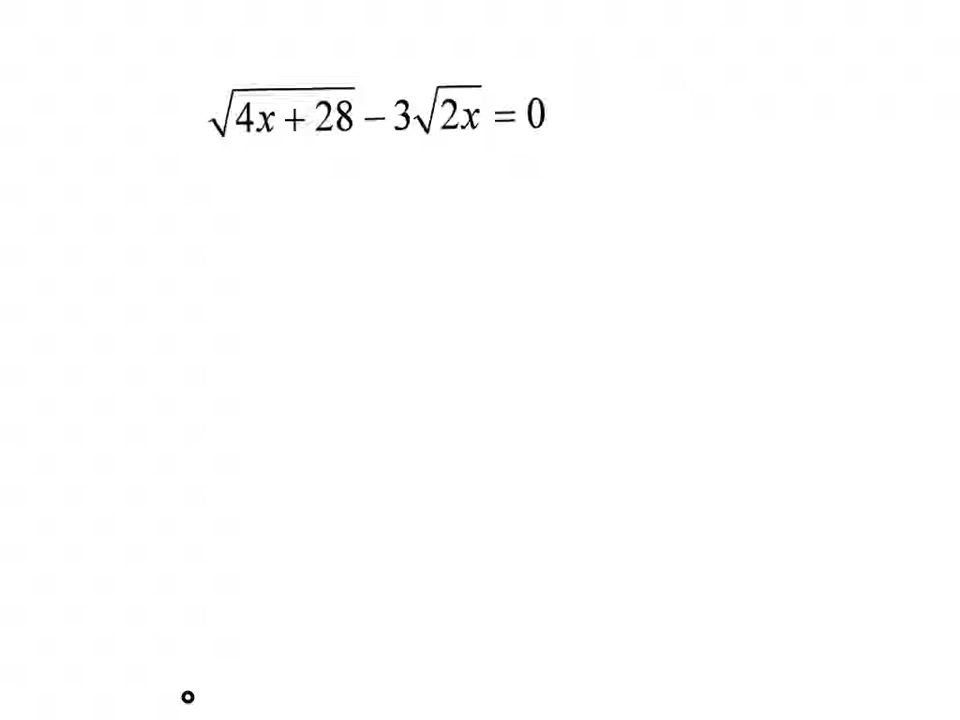 √(4x + 28) − 3√(2x) = 0